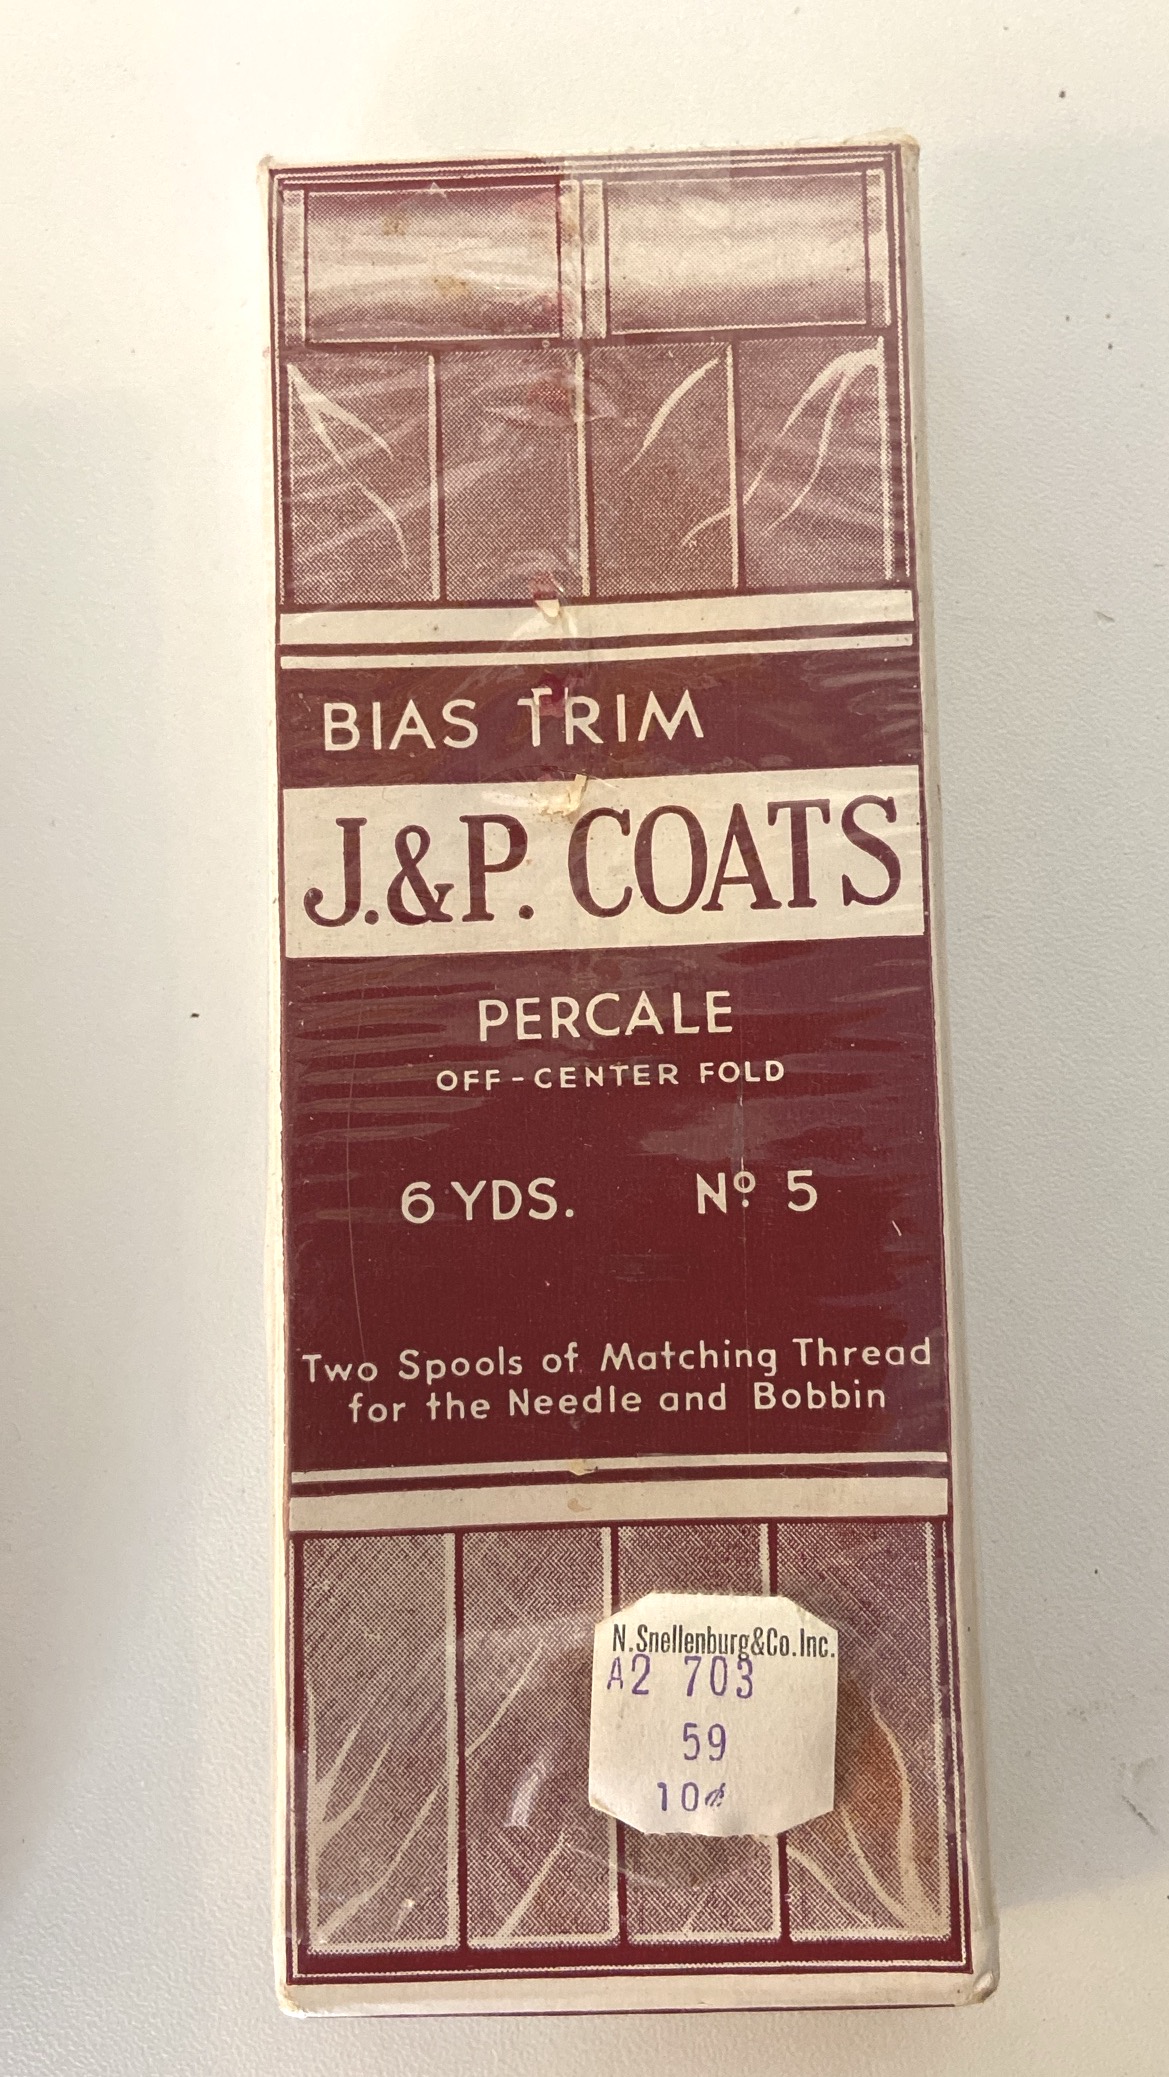 BIAS TRIM
J.&P. COATS
PERCALE
OFF-CENTER FOLD
6 YDS. Nº 5
Two Spools of Matching Thread
for the Needle and Bobbin
N.Snellenburg&Co.Inc.
A2 703
59
10¢